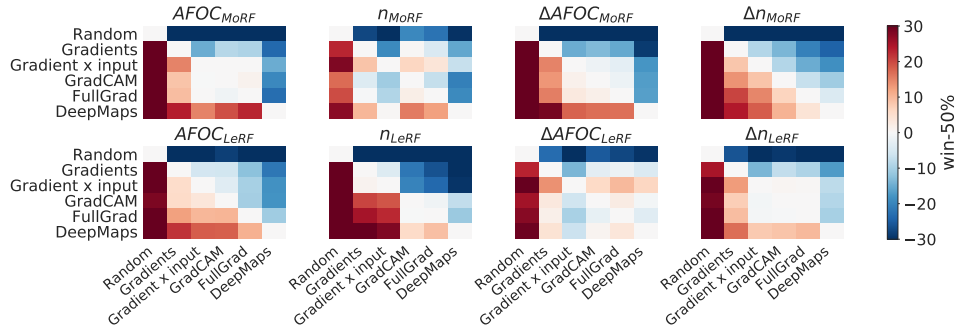 AFOC_MoRF n_MoRF ΔAFOC_MoRF Δn_MoRF
Random
Gradients
Gradient x input
GradCAM
FullGrad
DeepMaps
AFOC_LeRF n_LeRF ΔAFOC_LeRF Δn_LeRF
Random
Gradients
Gradient x input
GradCAM
FullGrad
DeepMaps
Random Gradients Gradient x input GradCAM FullGrad DeepMaps
Random Gradients Gradient x input GradCAM FullGrad DeepMaps
Random Gradients Gradient x input GradCAM FullGrad DeepMaps
Random Gradients Gradient x input GradCAM FullGrad DeepMaps
30
20
10
0
−10
−20
−30
win-50%